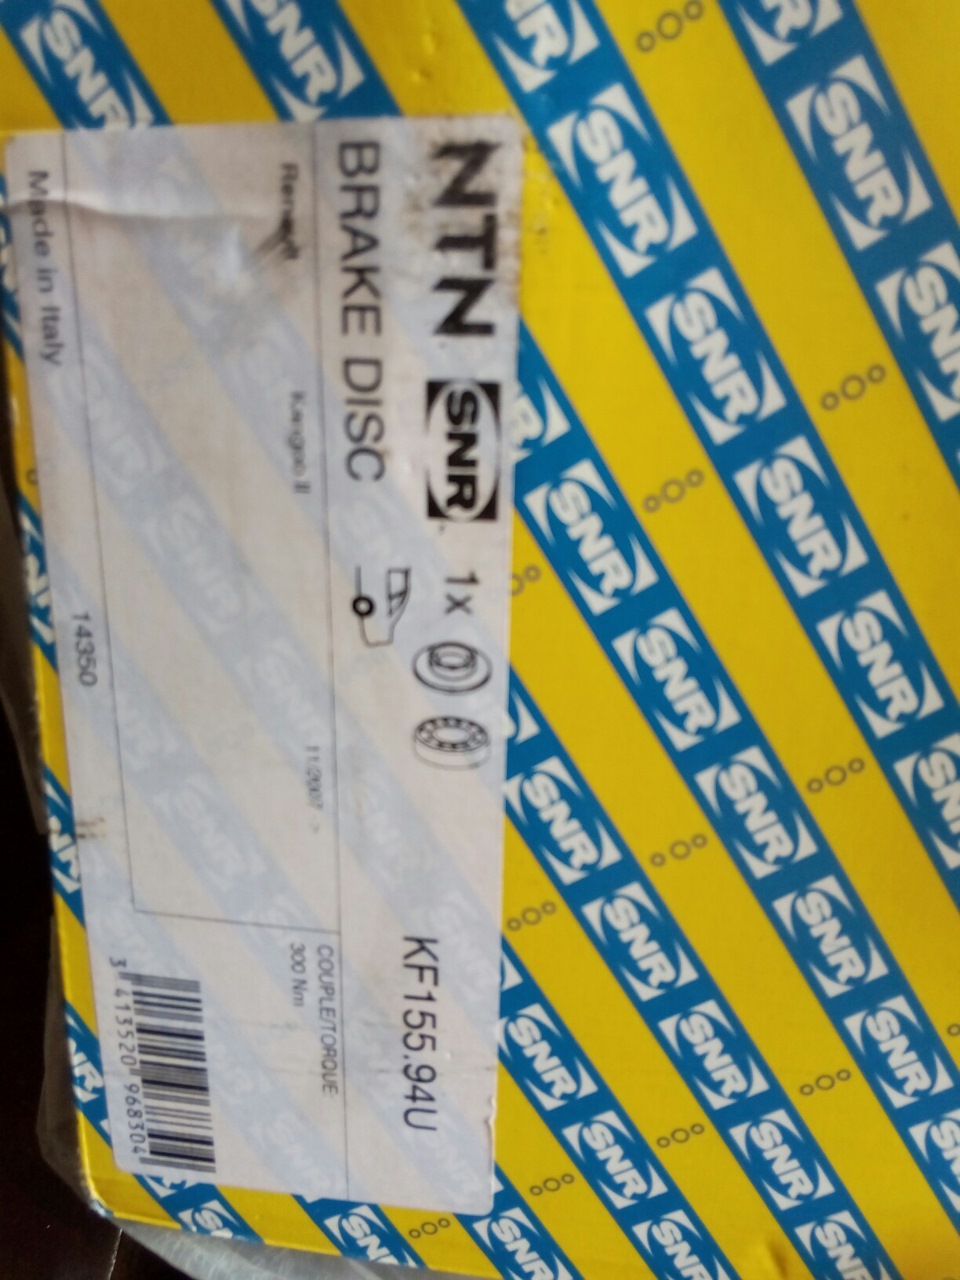 NTN SNR 1x KF155.94U
BRAKE DISC
COUPLE/TORQUE:
Renault Kangoo II 11/2007 -> 300 Nm
14350
Made in Italy
3 413520 968304
SNR